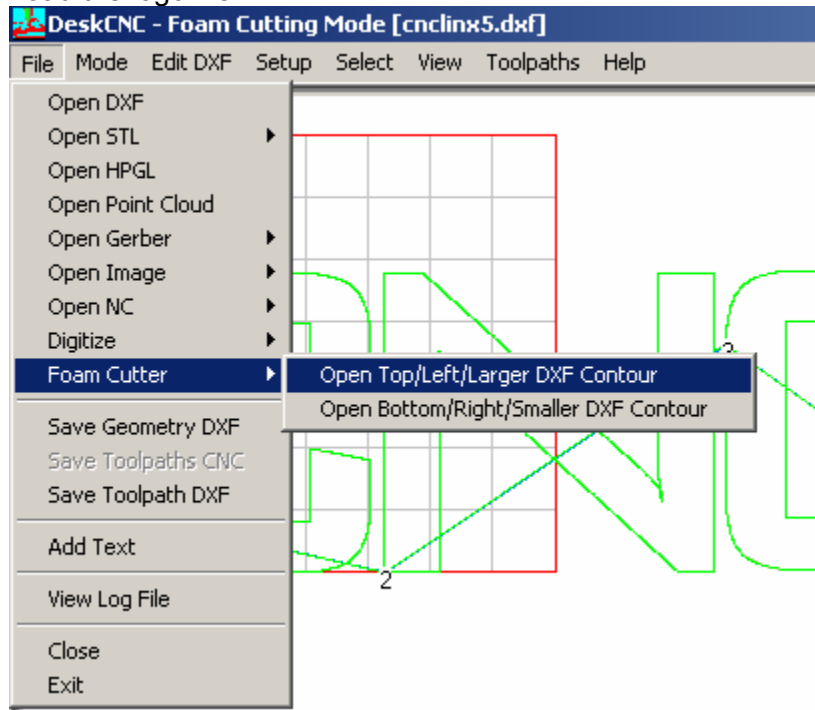 DeskCNC - Foam Cutting Mode [cnclinx5.dxf]
File Mode Edit DXF Setup Select View Toolpaths Help
Open DXF
Open STL
Open HPGL
Open Point Cloud
Open Gerber
Open Image
Open NC
Digitize
3
Foam Cutter
Open Top/Left/Larger DXF Contour
Open Bottom/Right/Smaller DXF Contour
Save Geometry DXF
Save Toolpaths CNC
Save Toolpath DXF
Add Text
2
View Log File
Close
Exit